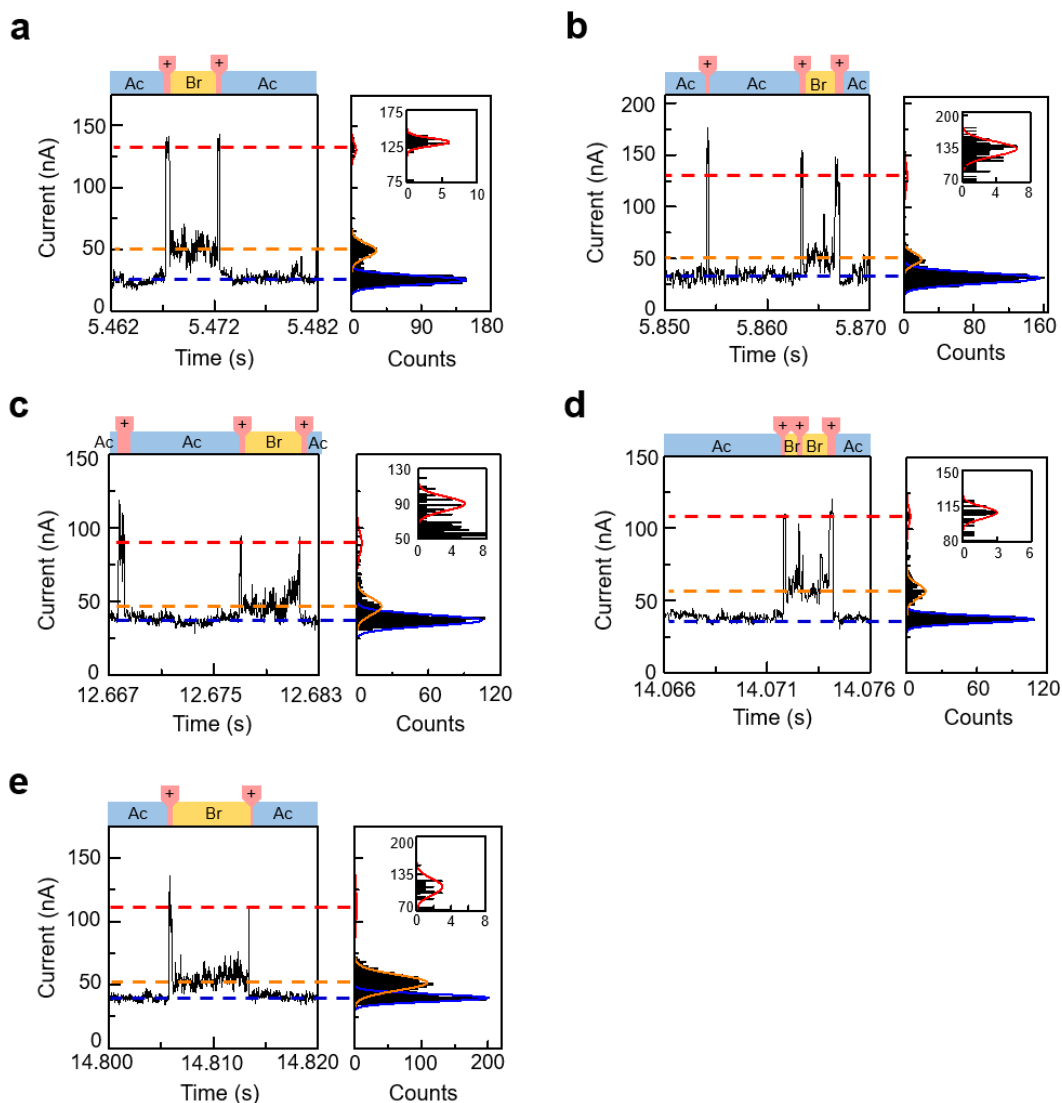 a
+ +
Ac Br Ac
Current (nA)
150
100
50
0
5.462 5.472 5.482
Time (s)
175
125
75
0 5 10
0 90 180
Counts
b
+ + +
Ac Ac Br Ac
Current (nA)
200
150
100
50
0
5.850 5.860 5.870
Time (s)
200
135
70
0 4 8
0 80 160
Counts
c
+ + +
Ac Ac Br Ac
Current (nA)
150
100
50
0
12.667 12.675 12.683
Time (s)
130
90
50
0 4 8
0 60 120
Counts
d
+ + +
Ac Br Br Ac
Current (nA)
150
100
50
0
14.066 14.071 14.076
Time (s)
150
115
80
0 3 6
0 60 120
Counts
e
+ +
Ac Br Ac
Current (nA)
150
100
50
0
14.800 14.810 14.820
Time (s)
200
135
70
0 4 8
0 100 200
Counts